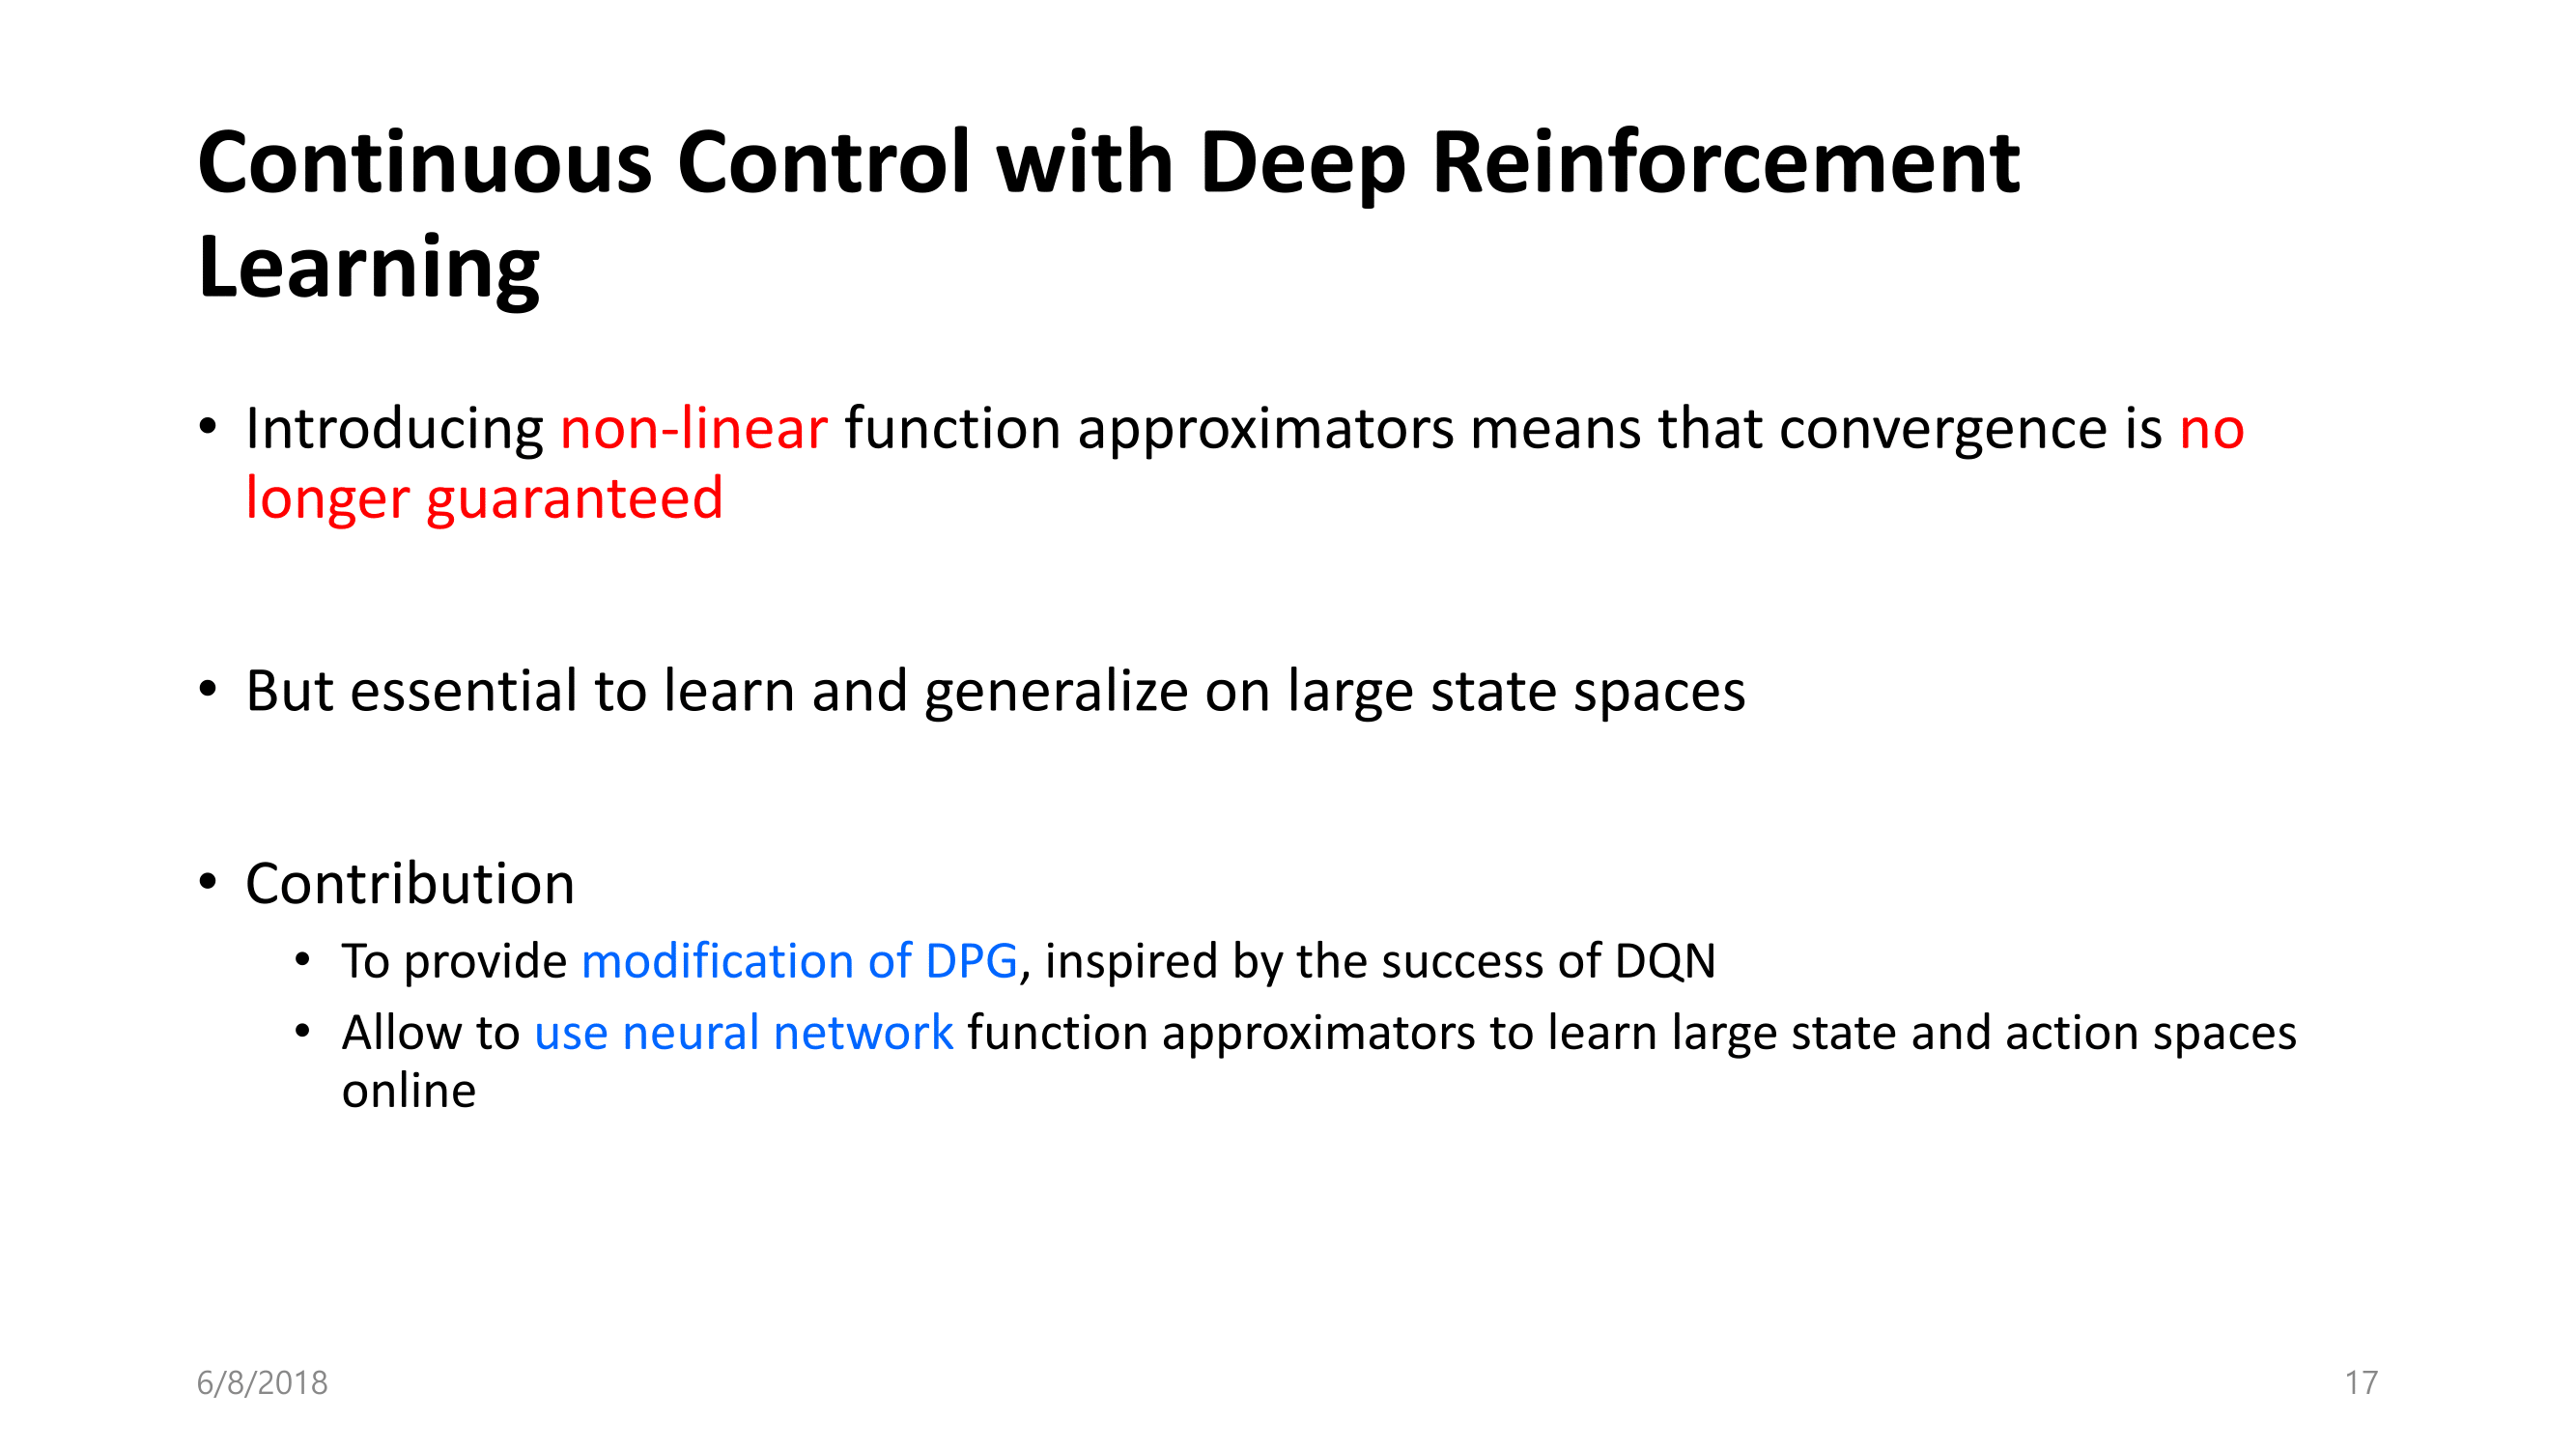 Continuous Control with Deep Reinforcement
Learning
• Introducing non-linear function approximators means that convergence is no
longer guaranteed
• But essential to learn and generalize on large state spaces
• Contribution
• To provide modification of DPG, inspired by the success of DQN
• Allow to use neural network function approximators to learn large state and action spaces
online
6/8/2018
17